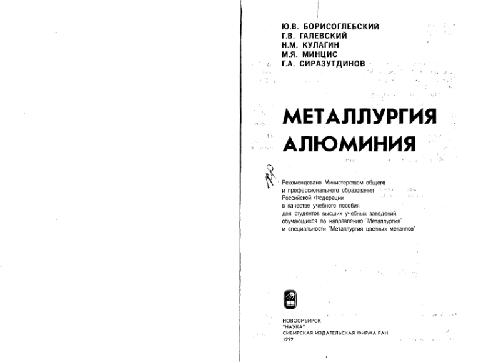 Ю.В. БОРИСОГЛЕБСКИЙ
Г.В. ГАЛЕВСКИЙ
Н.М. КУЛАГИН
М.Я. МИНЦИС
Г.А. СИРАЗУТДИНОВ
МЕТАЛЛУРГИЯ
АЛЮМИНИЯ
Рекомендовано Министерством общего
и профессионального образования
Российской Федерации
в качестве учебного пособия
для студентов высших учебных заведений
обучающихся по направлению "Металлургия"
и специальности "Металлургия цветных металлов"
НОВОСИБИРСК
"НАУКА"
СИБИРСКАЯ ИЗДАТЕЛЬСКАЯ ФИРМА РАН
1997